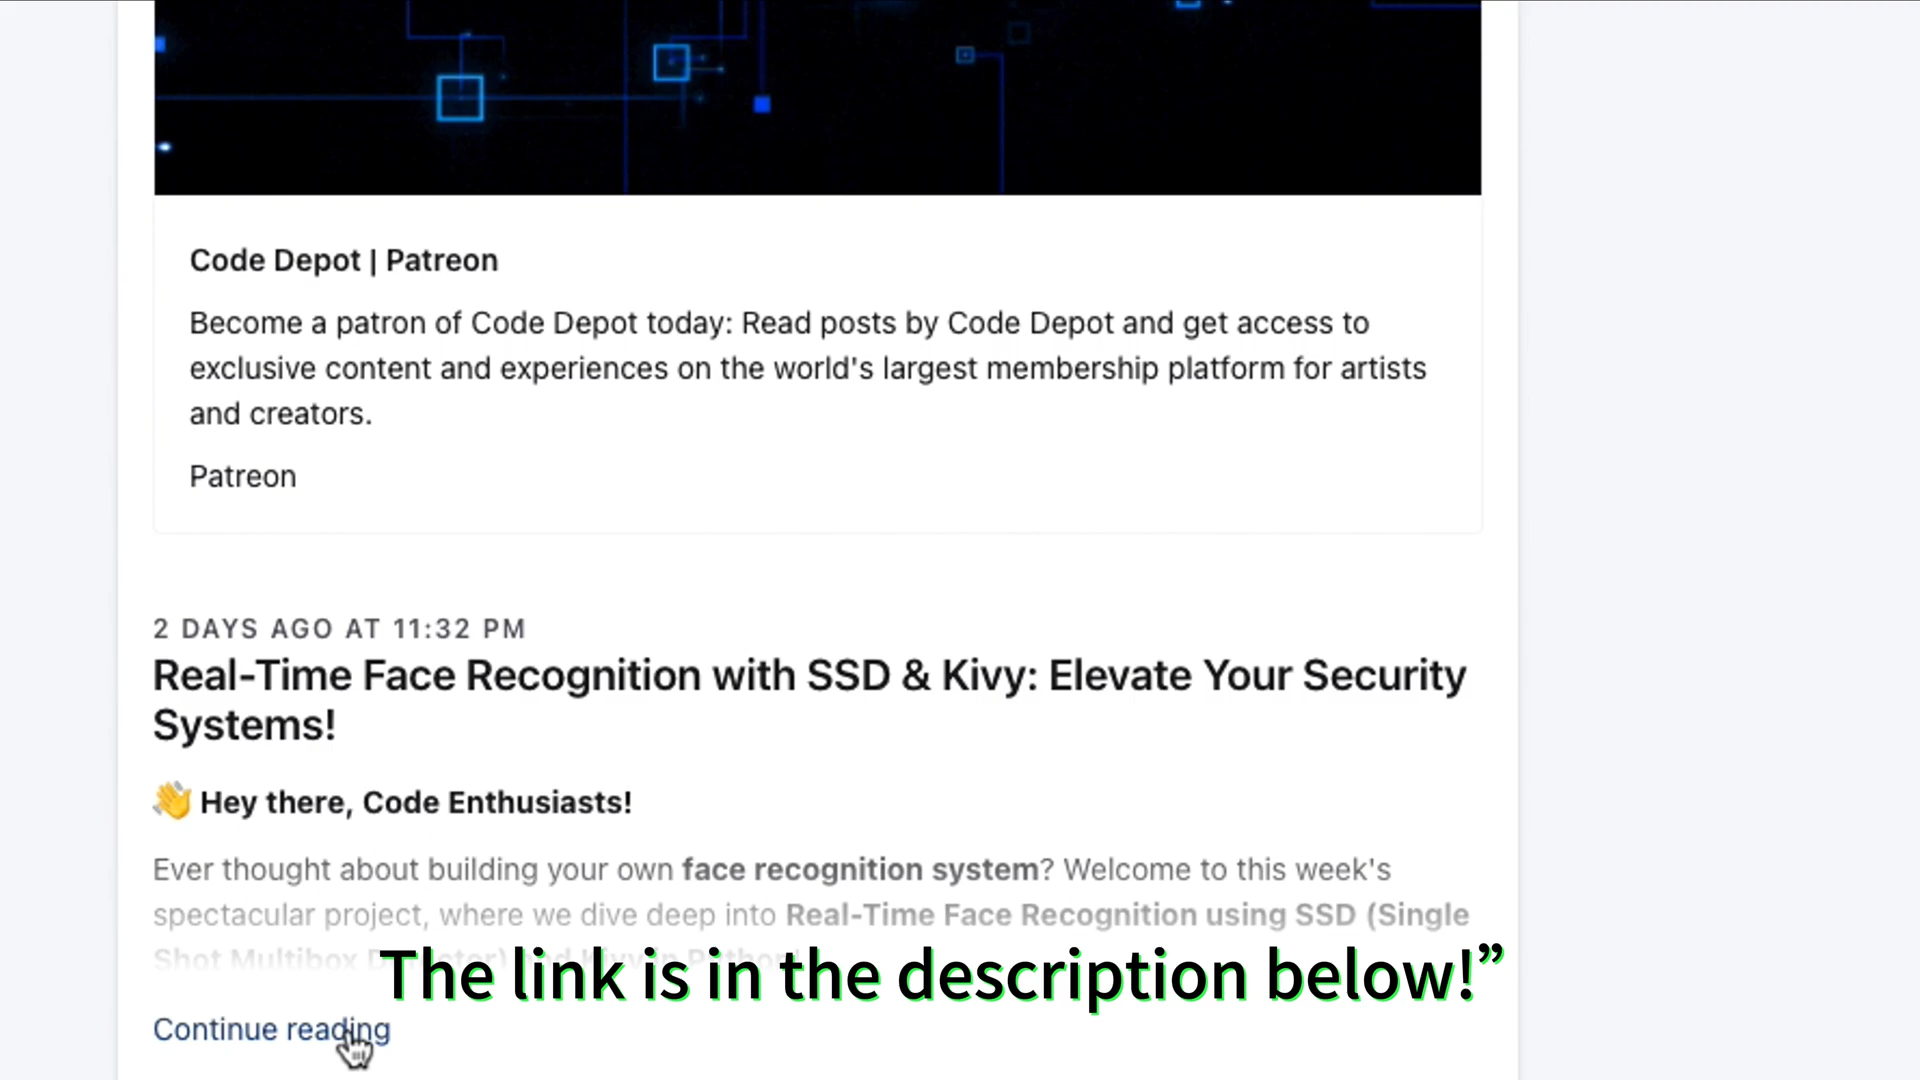 Code Depot | Patreon
Become a patron of Code Depot today: Read posts by Code Depot and get access to
exclusive content and experiences on the world's largest membership platform for artists
and creators.
Patreon
2 DAYS AGO AT 11:32 PM
Real-Time Face Recognition with SSD & Kivy: Elevate Your Security
Systems!
👋 Hey there, Code Enthusiasts!
Ever thought about building your own face recognition system? Welcome to this week's
spectacular project, where we dive deep into Real-Time Face Recognition using SSD (Single
Shot Multibox
The link is in the description below!”
Continue reading